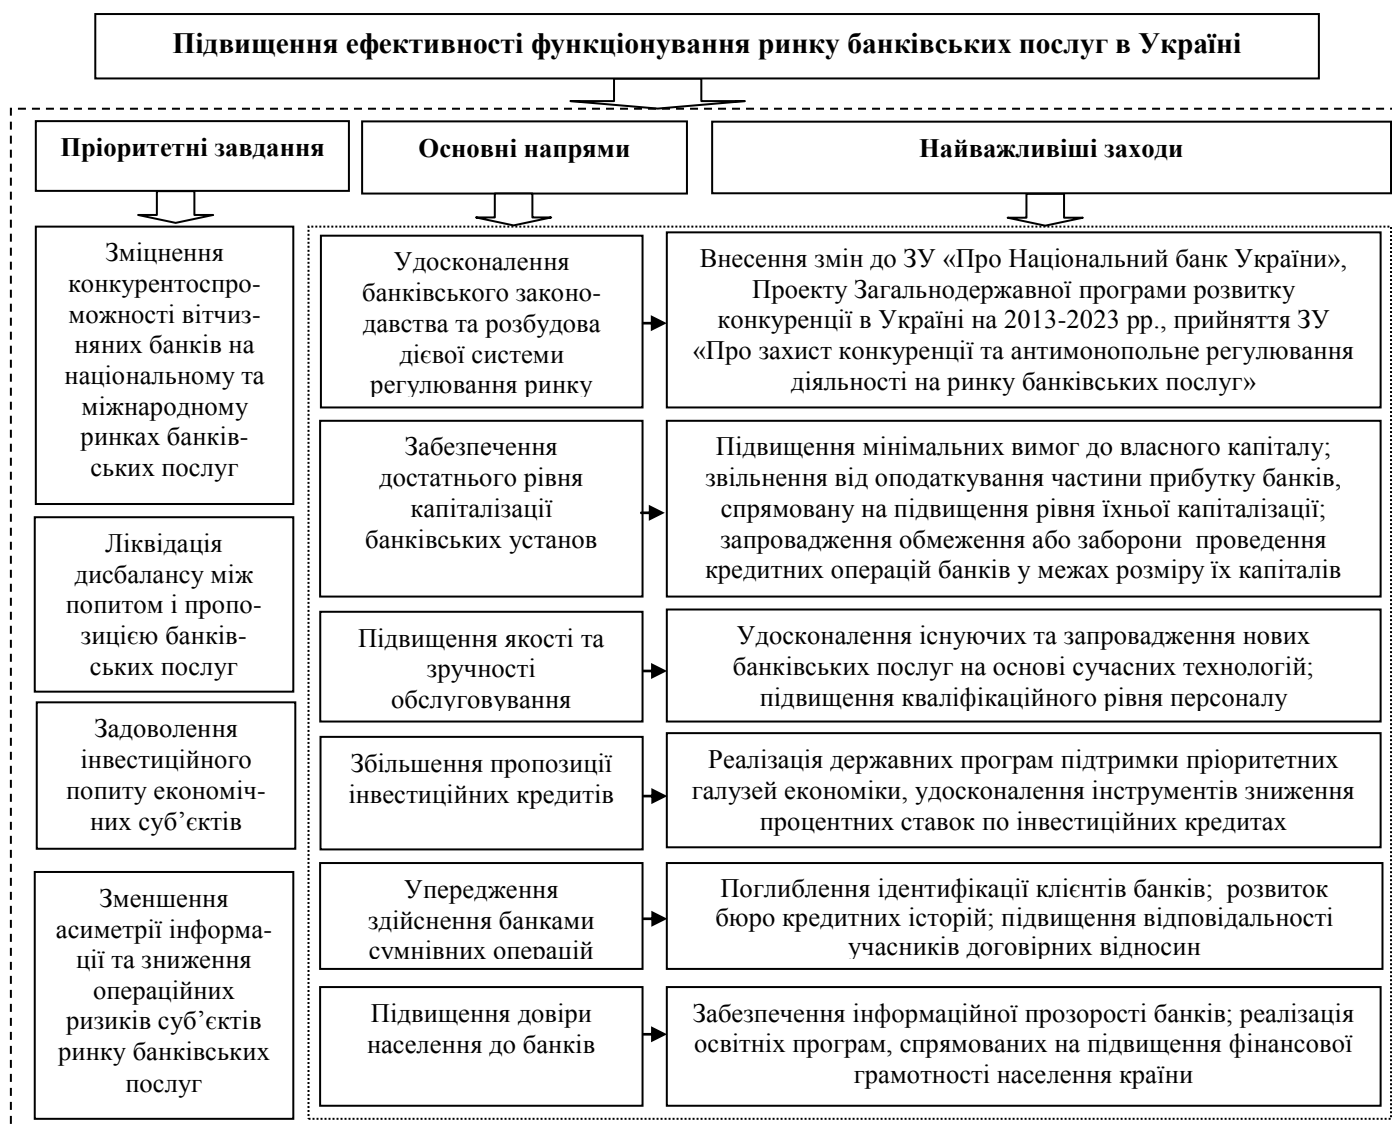 Підвищення ефективності функціонування ринку банківських послуг в Україні
Пріоритетні завдання
Основні напрями
Найважливіші заходи
Зміцнення
конкурентоспро-
можності вітчиз-
няних банків на
національному та
міжнародному
ринках банків-
ських послуг
Ліквідація
дисбалансу між
попитом і пропо-
зицією банків-
ських послуг
Задоволення
інвестиційного
попиту економіч-
них суб’єктів
Зменшення
асиметрії інформа-
ції та зниження
операційних
ризиків суб’єктів
ринку банківських
послуг
Удосконалення
банківського законо-
давства та розбудова
дієвої системи
регулювання ринку
Внесення змін до ЗУ «Про Національний банк України»,
Проекту Загальнодержавної програми розвитку
конкуренції в Україні на 2013-2023 рр., прийняття ЗУ
«Про захист конкуренції та антимонопольне регулювання
діяльності на ринку банківських послуг»
Забезпечення
достатнього рівня
капіталізації
банківських установ
Підвищення мінімальних вимог до власного капіталу;
звільнення від оподаткування частини прибутку банків,
спрямовану на підвищення рівня їхньої капіталізації;
запровадження обмеження або заборони проведення
кредитних операцій банків у межах розміру їх капіталів
Підвищення якості та
зручності
обслуговування
Удосконалення існуючих та запровадження нових
банківських послуг на основі сучасних технологій;
підвищення кваліфікаційного рівня персоналу
Збільшення пропозиції
інвестиційних кредитів
Реалізація державних програм підтримки пріоритетних
галузей економіки, удосконалення інструментів зниження
процентних ставок по інвестиційних кредитах
Упередження
здійснення банками
сумнівних операцій
Поглиблення ідентифікації клієнтів банків; розвиток
бюро кредитних історій; підвищення відповідальності
учасників договірних відносин
Підвищення довіри
населення до банків
Забезпечення інформаційної прозорості банків; реалізація
освітніх програм, спрямованих на підвищення фінансової
грамотності населення країни